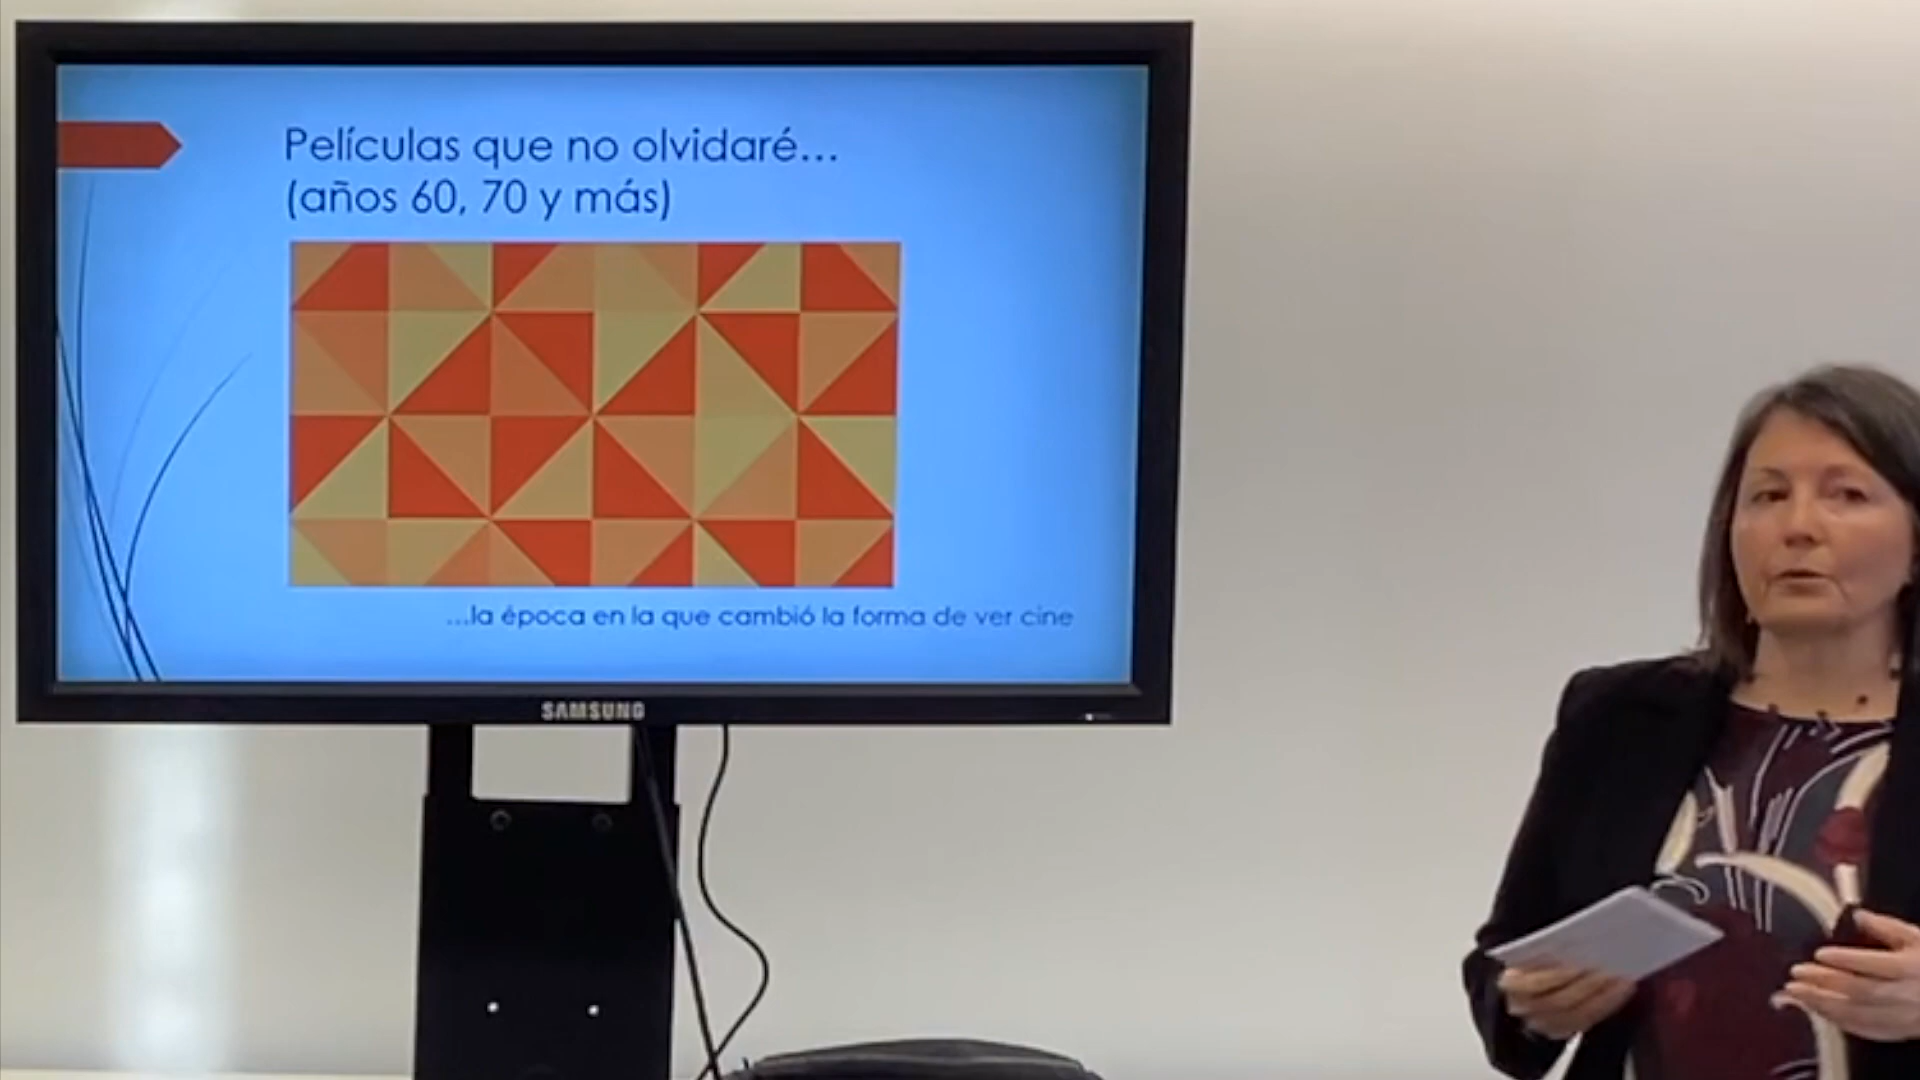 Películas que no olvidaré...
(años 60, 70 y más)
...la época en la que cambió la forma de ver cine
SAMSUNG